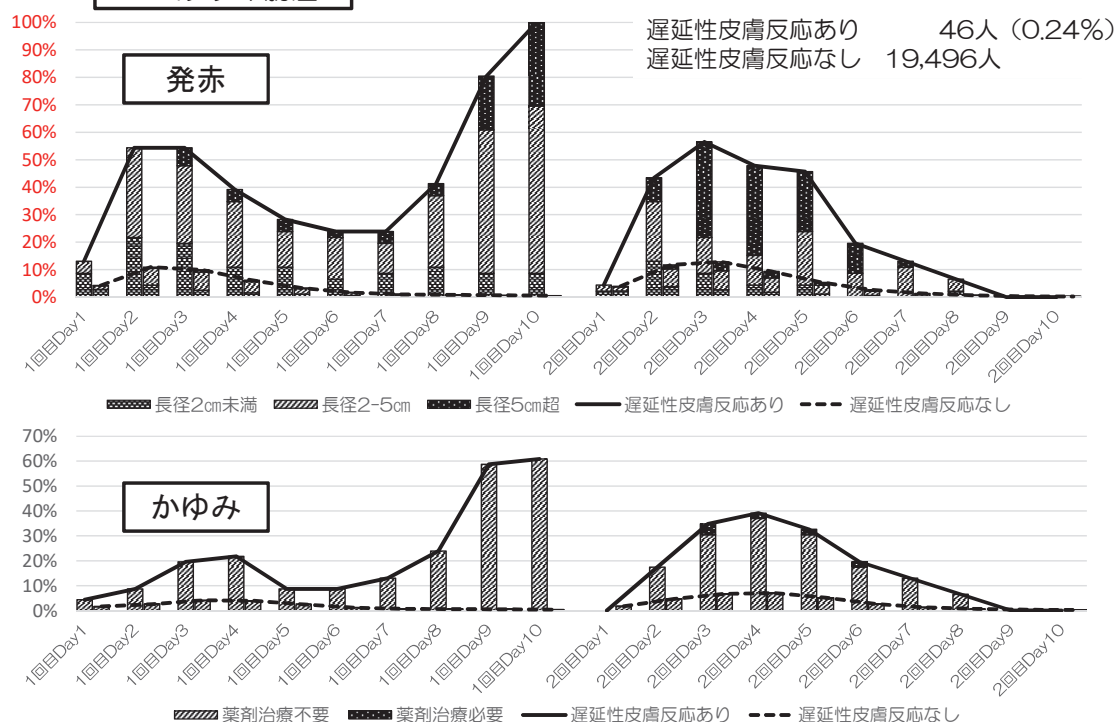 100%
90%
80%
70%
60%
50%
40%
30%
20%
10%
0%
発赤
遅延性皮膚反応あり 46人（0.24%）
遅延性皮膚反応なし 19,496人
1回目Day1
1回目Day2
1回目Day3
1回目Day4
1回目Day5
1回目Day6
1回目Day7
1回目Day8
1回目Day9
1回目Day10
2回目Day1
2回目Day2
2回目Day3
2回目Day4
2回目Day5
2回目Day6
2回目Day7
2回目Day8
2回目Day9
2回目Day10
長径2㎝未満 長径2-5㎝ 長径5㎝超 遅延性皮膚反応あり 遅延性皮膚反応なし
70%
60%
50%
40%
30%
20%
10%
0%
かゆみ
1回目Day1
1回目Day2
1回目Day3
1回目Day4
1回目Day5
1回目Day6
1回目Day7
1回目Day8
1回目Day9
1回目Day10
2回目Day1
2回目Day2
2回目Day3
2回目Day4
2回目Day5
2回目Day6
2回目Day7
2回目Day8
2回目Day9
2回目Day10
薬剤治療不要 薬剤治療必要 遅延性皮膚反応あり 遅延性皮膚反応なし